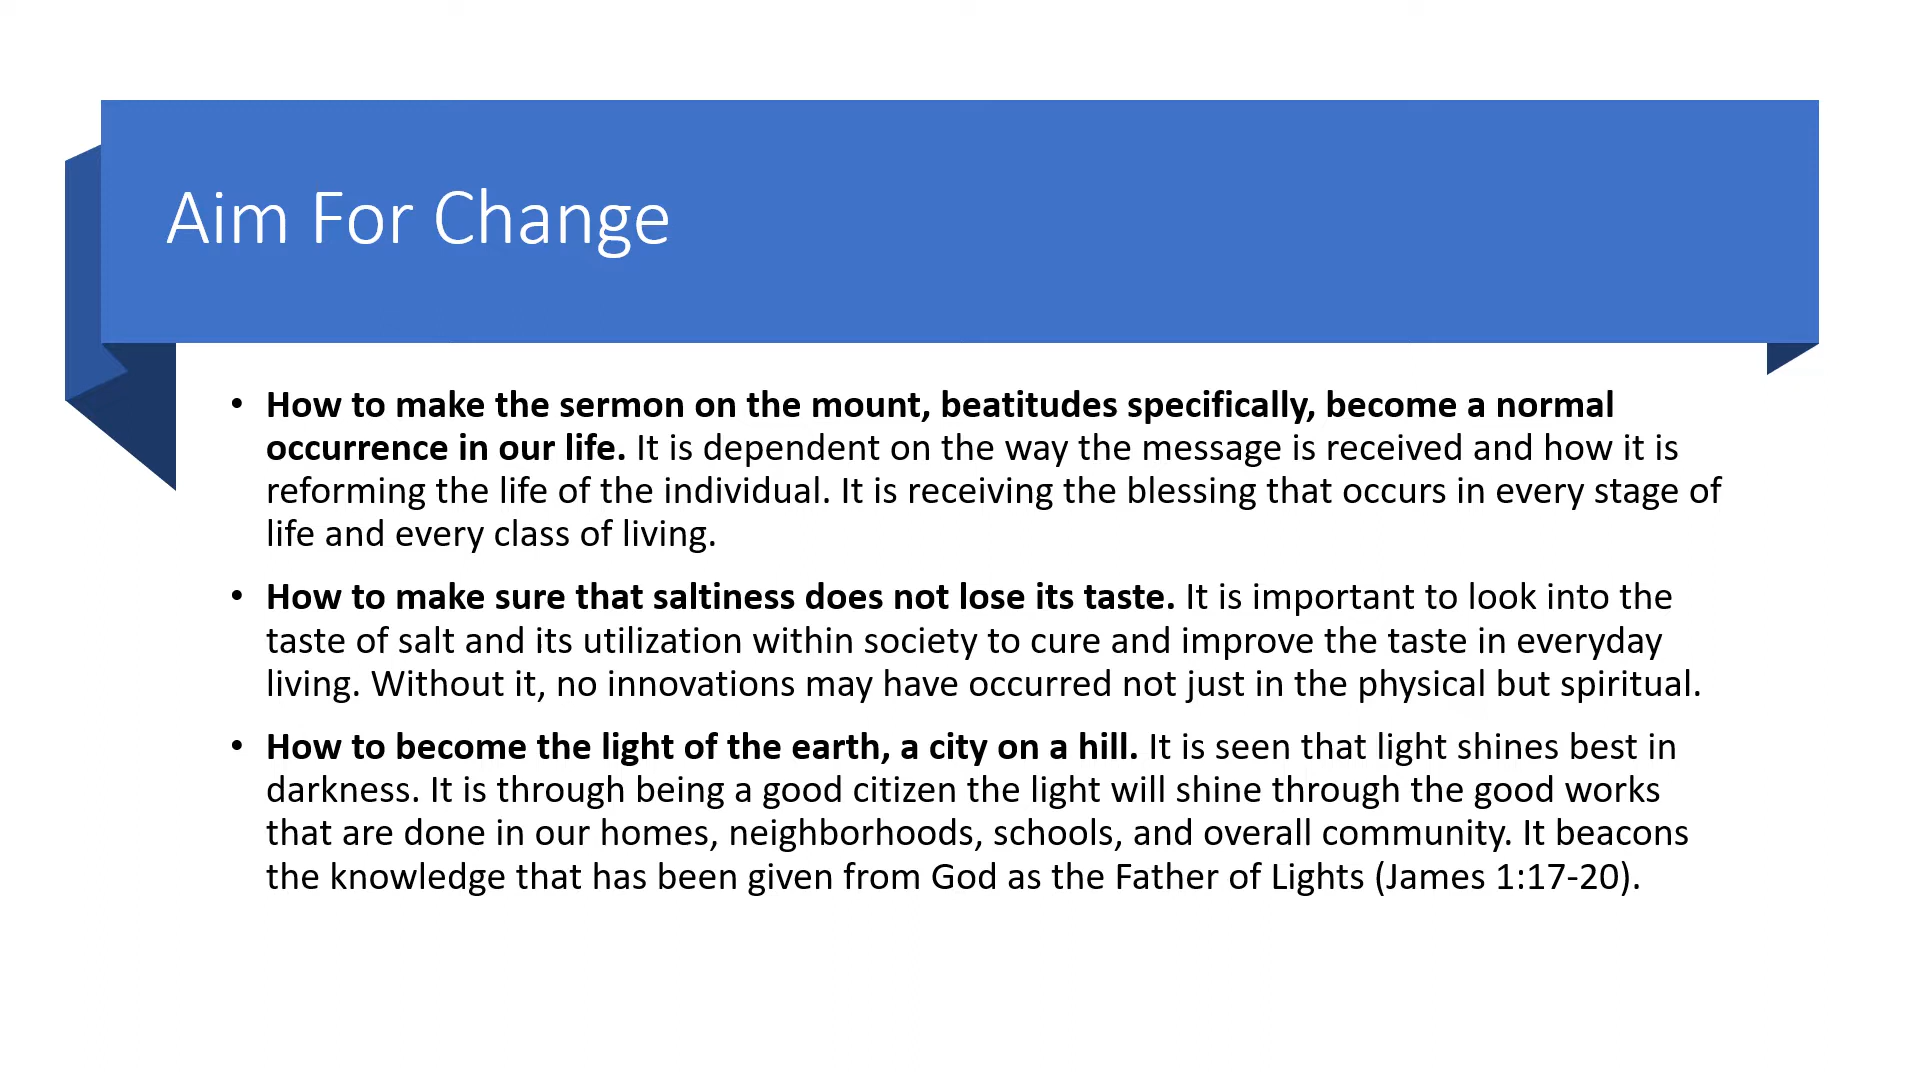 Aim For Change
• How to make the sermon on the mount, beatitudes specifically, become a normal
occurrence in our life. It is dependent on the way the message is received and how it is
reforming the life of the individual. It is receiving the blessing that occurs in every stage of
life and every class of living.
• How to make sure that saltiness does not lose its taste. It is important to look into the
taste of salt and its utilization within society to cure and improve the taste in everyday
living. Without it, no innovations may have occurred not just in the physical but spiritual.
• How to become the light of the earth, a city on a hill. It is seen that light shines best in
darkness. It is through being a good citizen the light will shine through the good works
that are done in our homes, neighborhoods, schools, and overall community. It beacons
the knowledge that has been given from God as the Father of Lights (James 1:17-20).